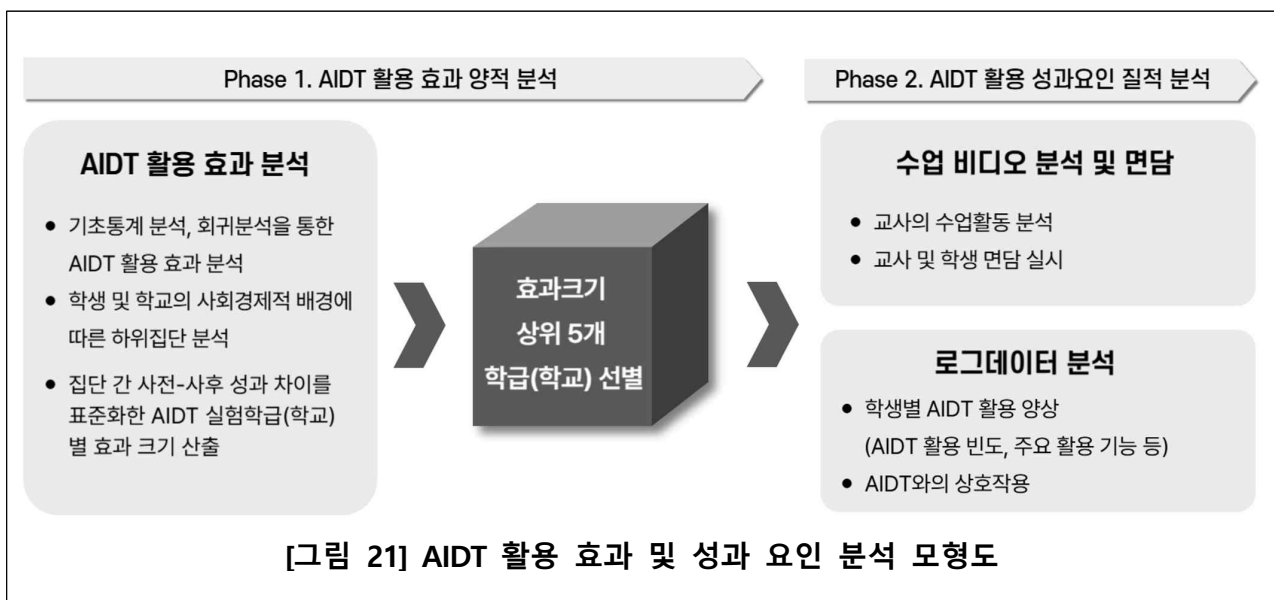 Phase 1. AIDT 활용 효과 양적 분석
AIDT 활용 효과 분석
• 기초통계 분석, 회귀분석을 통한
AIDT 활용 효과 분석
• 학생 및 학교의 사회경제적 배경에
따른 하위집단 분석
• 집단 간 사전-사후 성과 차이를
표준화한 AIDT 실험학급(학교)
별 효과 크기 산출
효과크기
상위 5개
학급(학교) 선별
Phase 2. AIDT 활용 성과요인 질적 분석
수업 비디오 분석 및 면담
• 교사의 수업활동 분석
• 교사 및 학생 면담 실시
로그데이터 분석
• 학생별 AIDT 활용 양상
(AIDT 활용 빈도, 주요 활용 기능 등)
• AIDT와의 상호작용
[그림 21] AIDT 활용 효과 및 성과 요인 분석 모형도